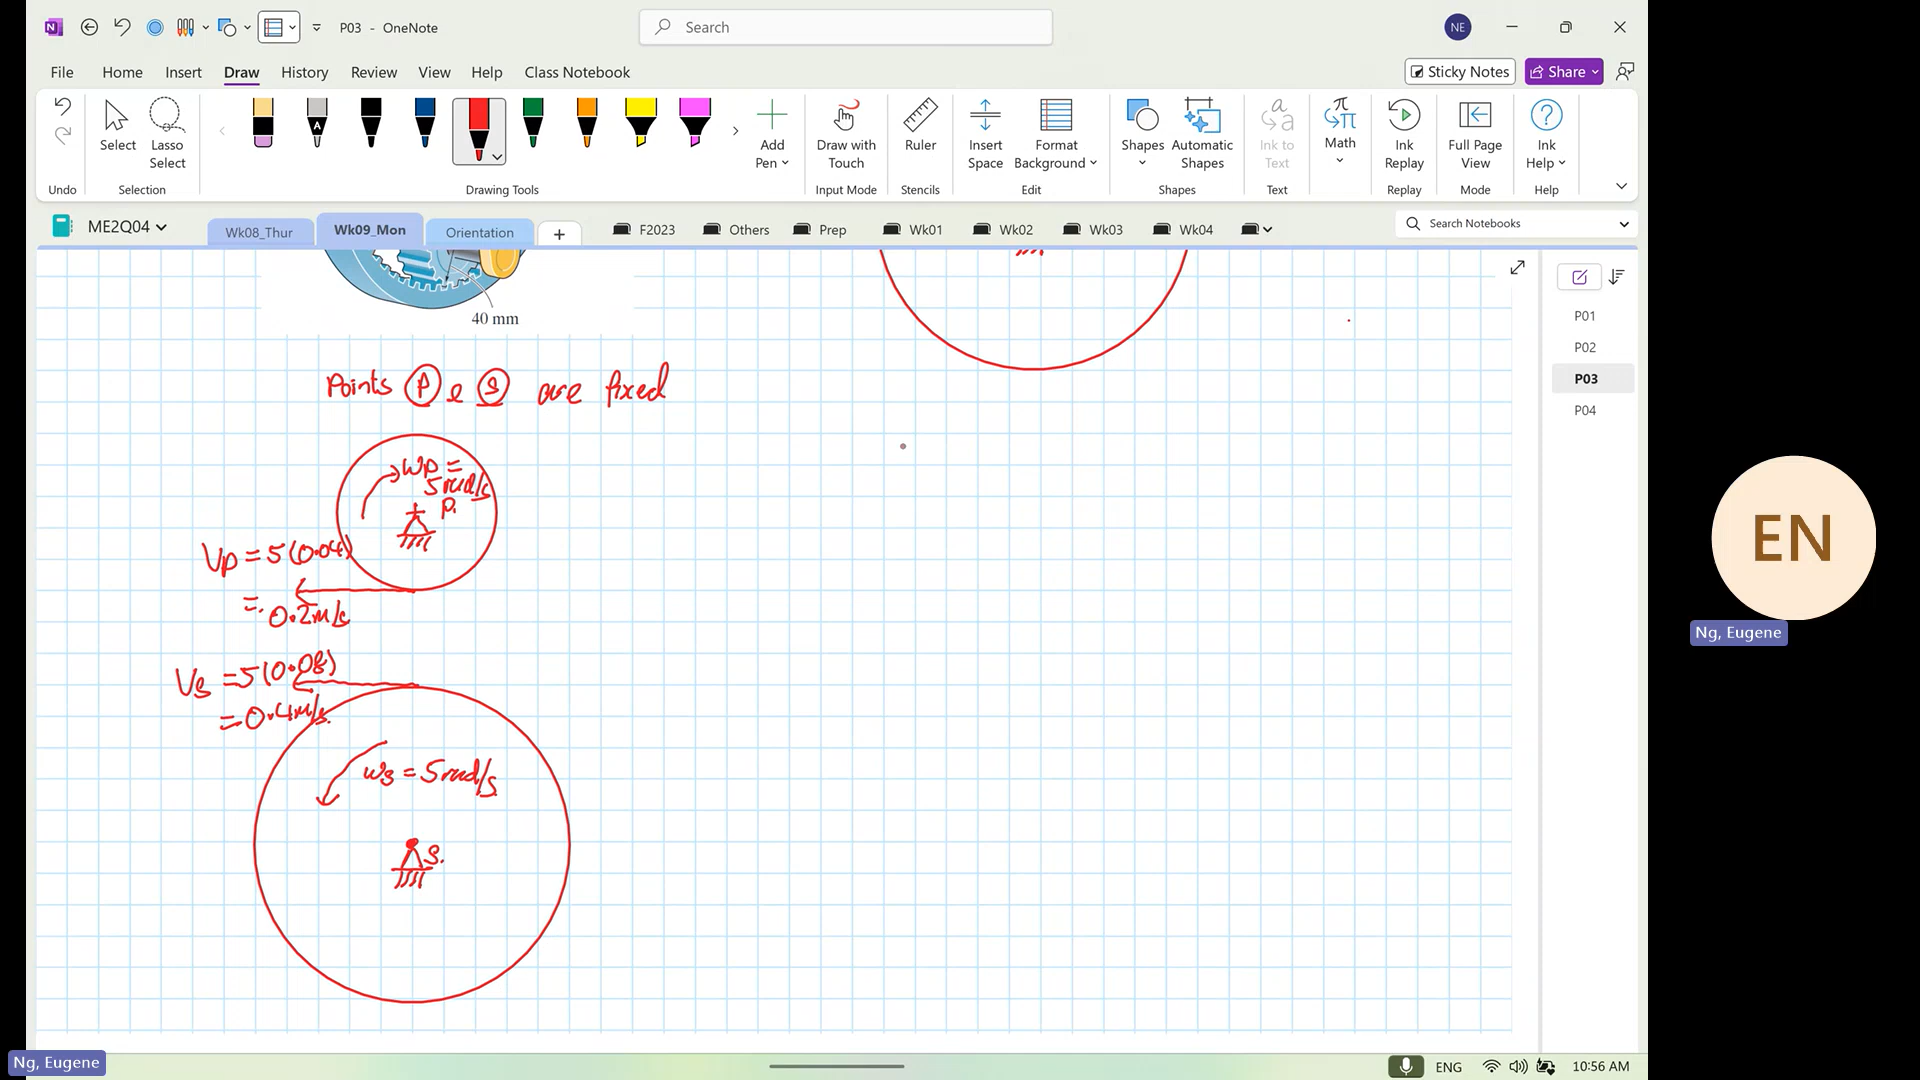 P03 - OneNote
Search
NE
File Home Insert Draw History Review View Help Class Notebook
Sticky Notes
Share
A
Select
Lasso Select
Add Pen
Draw with Touch
Ruler
Insert Space
Format Background
Shapes
Automatic Shapes
Ink to Text
Math
Ink Replay
Full Page View
Ink Help
Undo Selection Drawing Tools Input Mode Stencils Edit Shapes Text Replay Mode Help
ME2Q04
Wk08_Thur Wk09_Mon Orientation +
F2023 Others Prep Wk01 Wk02 Wk03 Wk04
Search Notebooks
P01
P02
P03
P04
40 mm
Points P & S are fixed
Wp =
5 rad/s
P.
Vp = 5(0.04)
= 0.2m/s
Vs = 5(0.08)
= 0.4m/s
ws = 5rad/s
S.
EN
Ng, Eugene
Ng, Eugene
ENG
10:56 AM